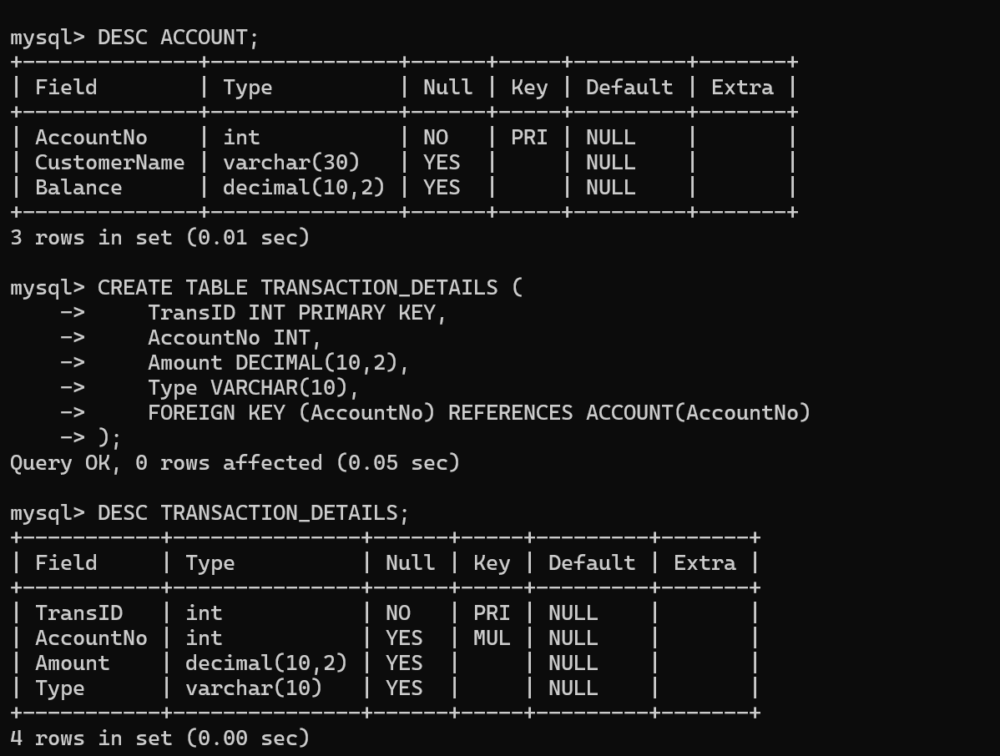 mysql> DESC ACCOUNT;
+--------------+---------------+------+-----+---------+-------+
| Field        | Type          | Null | Key | Default | Extra |
+--------------+---------------+------+-----+---------+-------+
| AccountNo    | int           | NO   | PRI | NULL    |       |
| CustomerName | varchar(30)   | YES  |     | NULL    |       |
| Balance      | decimal(10,2) | YES  |     | NULL    |       |
+--------------+---------------+------+-----+---------+-------+
3 rows in set (0.01 sec)

mysql> CREATE TABLE TRANSACTION_DETAILS (
    ->     TransID INT PRIMARY KEY,
    ->     AccountNo INT,
    ->     Amount DECIMAL(10,2),
    ->     Type VARCHAR(10),
    ->     FOREIGN KEY (AccountNo) REFERENCES ACCOUNT(AccountNo)
    -> );
Query OK, 0 rows affected (0.05 sec)

mysql> DESC TRANSACTION_DETAILS;
+-----------+---------------+------+-----+---------+-------+
| Field     | Type          | Null | Key | Default | Extra |
+-----------+---------------+------+-----+---------+-------+
| TransID   | int           | NO   | PRI | NULL    |       |
| AccountNo | int           | YES  | MUL | NULL    |       |
| Amount    | decimal(10,2) | YES  |     | NULL    |       |
| Type      | varchar(10)   | YES  |     | NULL    |       |
+-----------+---------------+------+-----+---------+-------+
4 rows in set (0.00 sec)